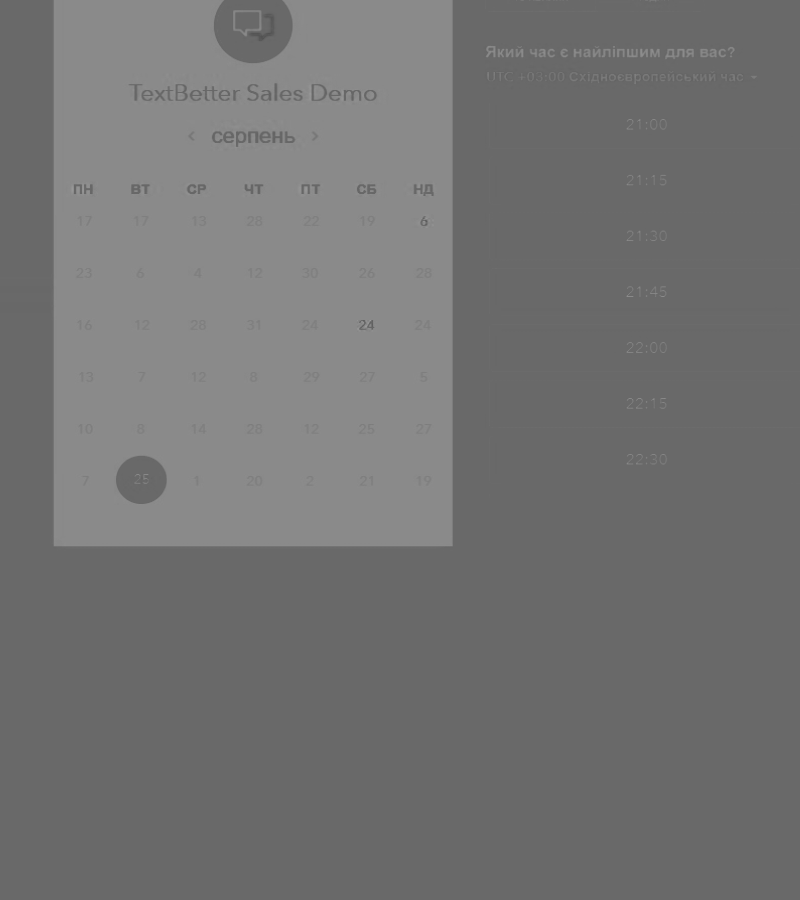 TextBetter Sales Demo
‹ серпень ›
ПН ВТ СР ЧТ ПТ СБ НД
17 17 13 28 22 19 6
23 6 4 12 30 26 28
16 12 28 31 24 24 24
13 7 12 8 29 27 5
10 8 14 28 12 25 27
7 25 1 20 2 21 19
Який час є найліпшим для вас?
UTC +03:00 Східноєвропейський час
21:00
21:15
21:30
21:45
22:00
22:15
22:30